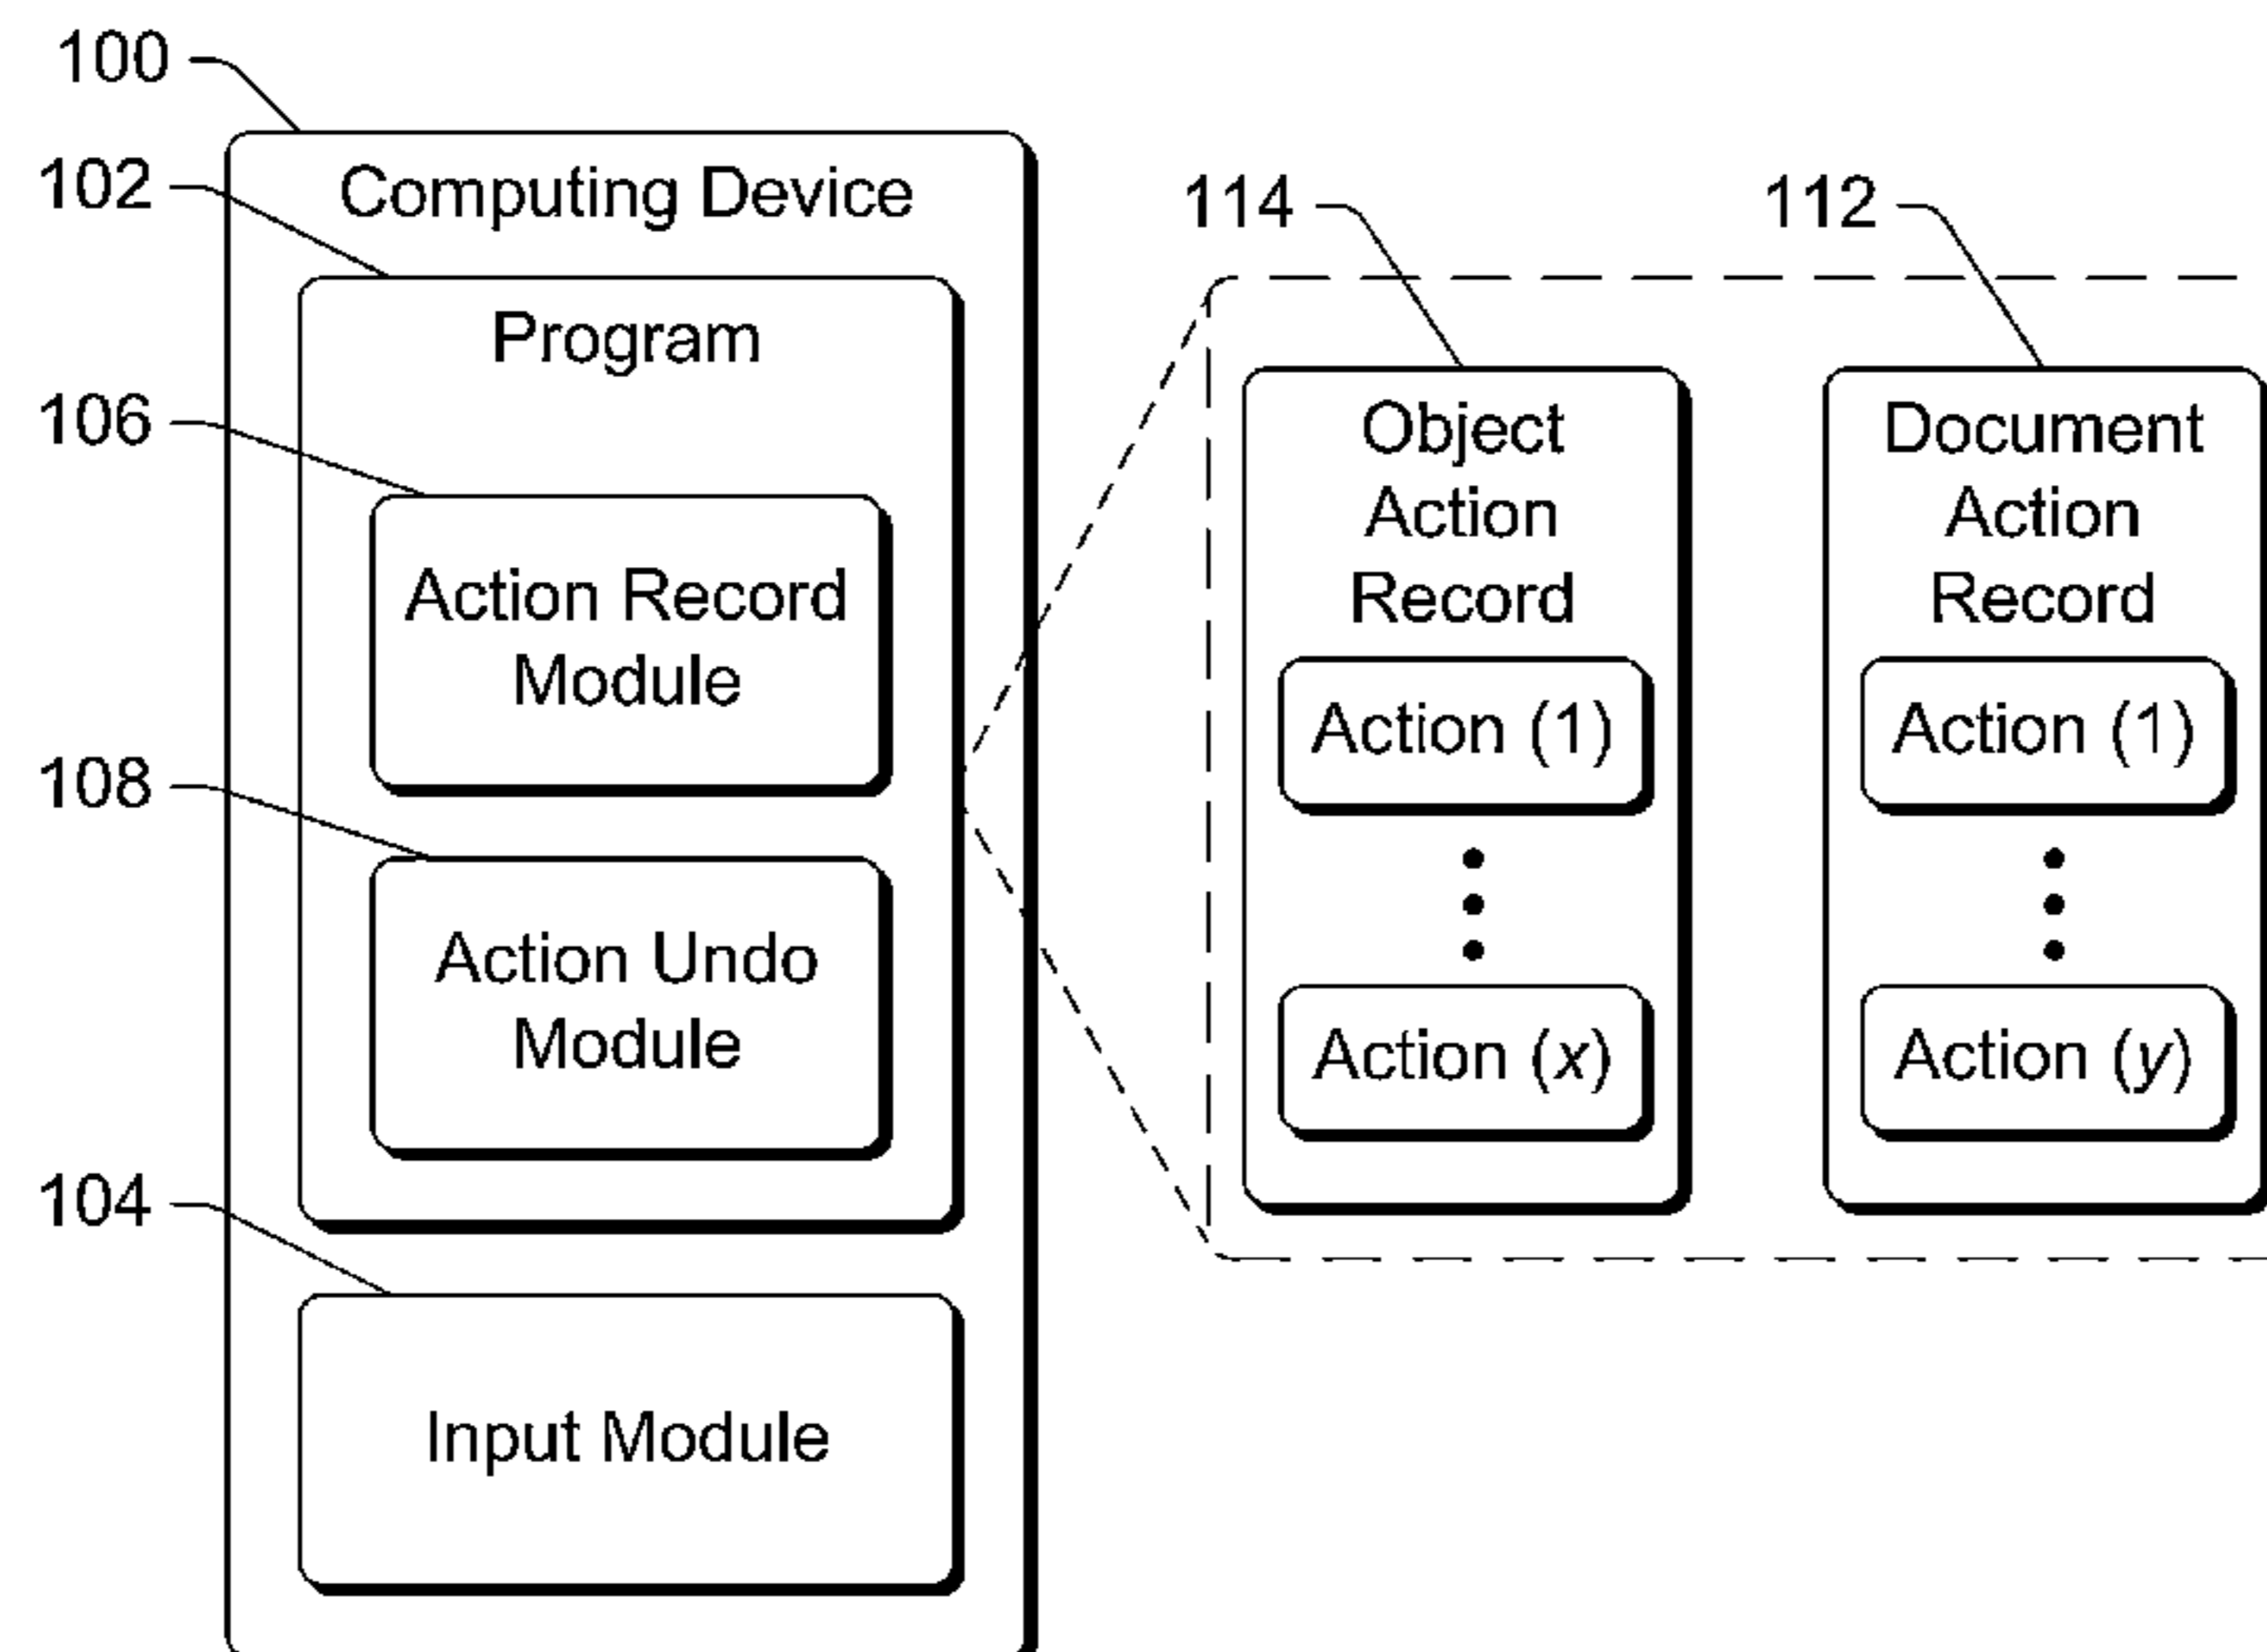 100
Computing Device
102
Program
106
Action Record
Module
108
Action Undo
Module
104
Input Module
114
Object
Action
Record
Action (1)
Action (x)
112
Document
Action
Record
Action (1)
Action (y)